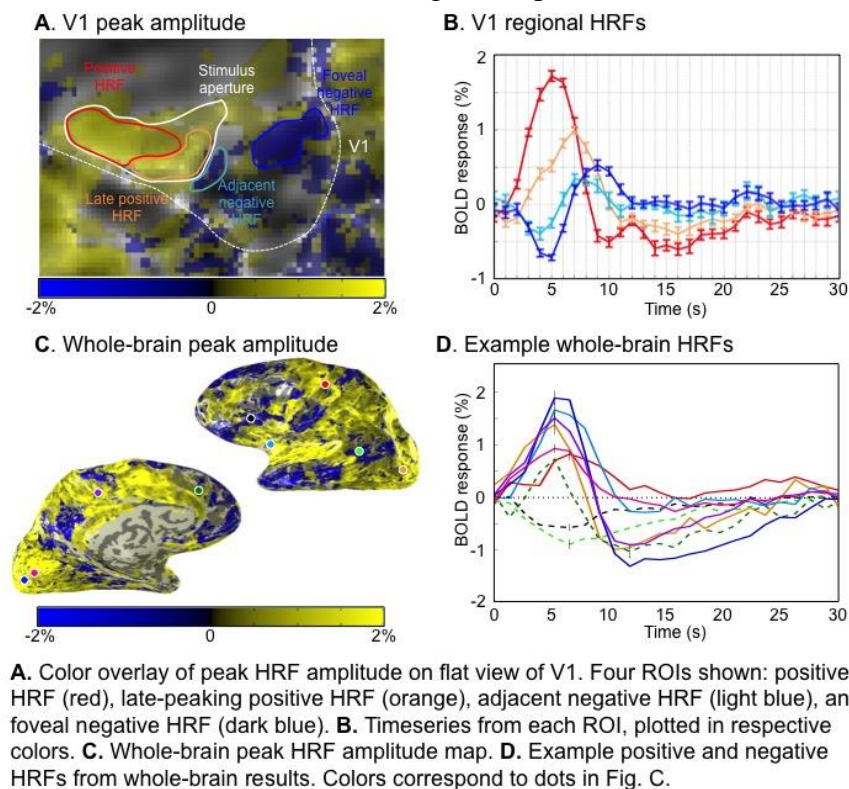 A. V1 peak amplitude
Positive
HRF
Stimulus
aperture
Foveal
negative
HRF
V1
Late positive
HRF
Adjacent
negative
HRF
-2%
0
2%
B. V1 regional HRFs
BOLD response (%)
2
1
0
-1
0 5 10 15 20 25 30
Time (s)
C. Whole-brain peak amplitude
-2%
0
2%
D. Example whole-brain HRFs
BOLD response (%)
2
1
0
-1
-2
0 5 10 15 20 25 30
Time (s)
A. Color overlay of peak HRF amplitude on flat view of V1. Four ROIs shown: positive
HRF (red), late-peaking positive HRF (orange), adjacent negative HRF (light blue), an
foveal negative HRF (dark blue). B. Timeseries from each ROI, plotted in respective
colors. C. Whole-brain peak HRF amplitude map. D. Example positive and negative
HRFs from whole-brain results. Colors correspond to dots in Fig. C.